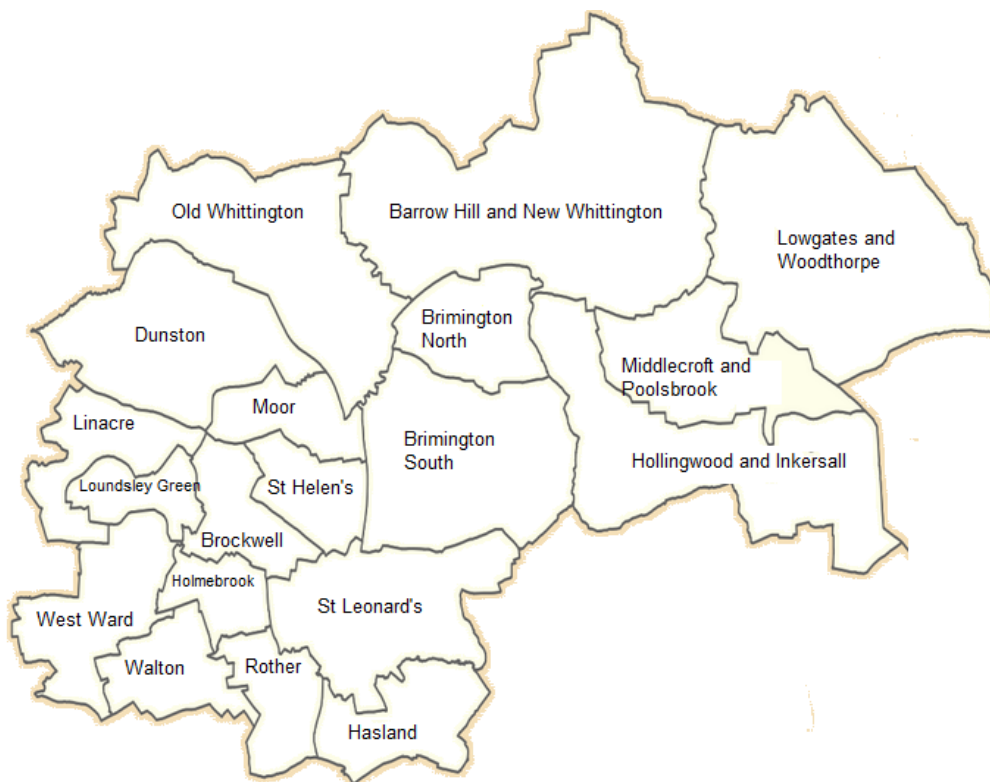 Old Whittington
Barrow Hill and New Whittington
Lowgates and
Woodthorpe
Dunston
Brimington
North
Middlecroft and
Poolsbrook
Moor
Linacre
Brimington
South
Hollingwood and Inkersall
Loundsley Green
St Helen's
Brockwell
Holmebrook
St Leonard's
West Ward
Walton
Rother
Hasland